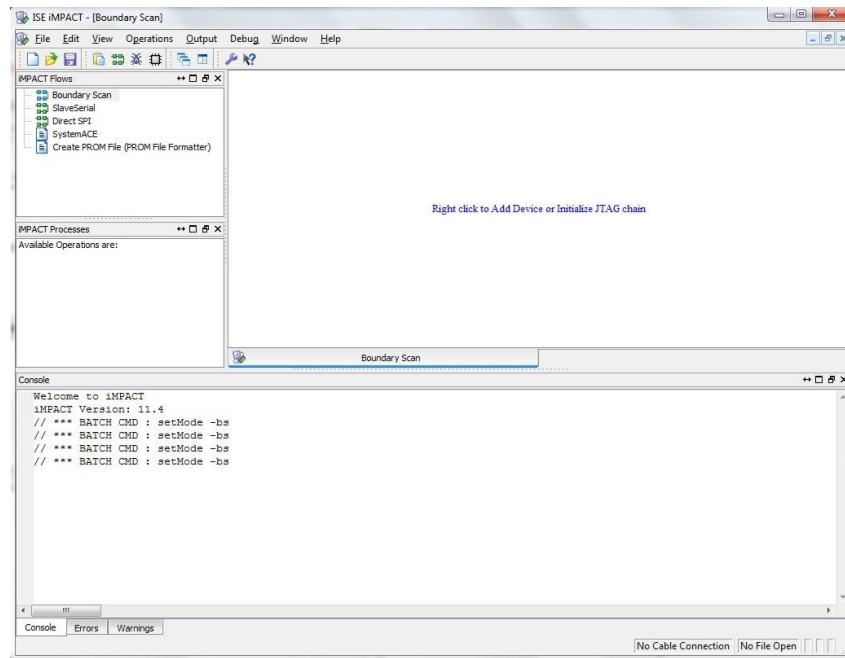 ISE iMPACT - [Boundary Scan]
File Edit View Operations Output Debug Window Help
iMPACT Flows
Boundary Scan
SlaveSerial
Direct SPI
SystemACE
Create PROM File (PROM File Formatter)
Right click to Add Device or Initialize JTAG chain
iMPACT Processes
Available Operations are:
Boundary Scan
Console
Welcome to iMPACT
iMPACT Version: 11.4
// *** BATCH CMD : setMode -bs
// *** BATCH CMD : setMode -bs
// *** BATCH CMD : setMode -bs
// *** BATCH CMD : setMode -bs
Console Errors Warnings
No Cable Connection No File Open